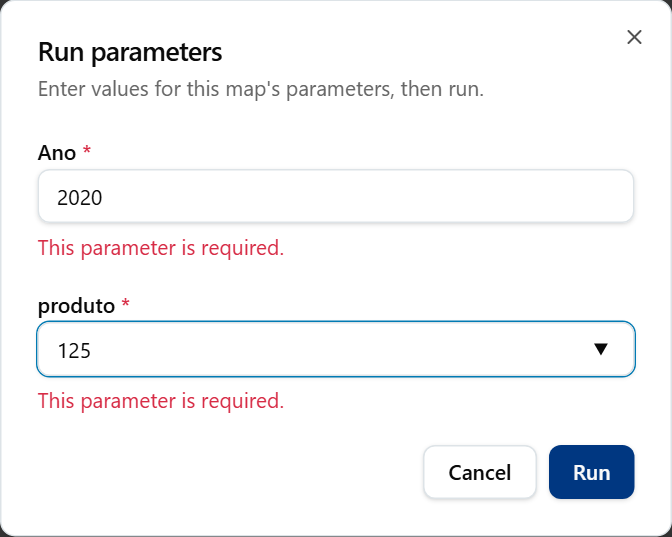 Run parameters
Enter values for this map's parameters, then run.
Ano *
2020
This parameter is required.
produto *
125
This parameter is required.
Cancel
Run